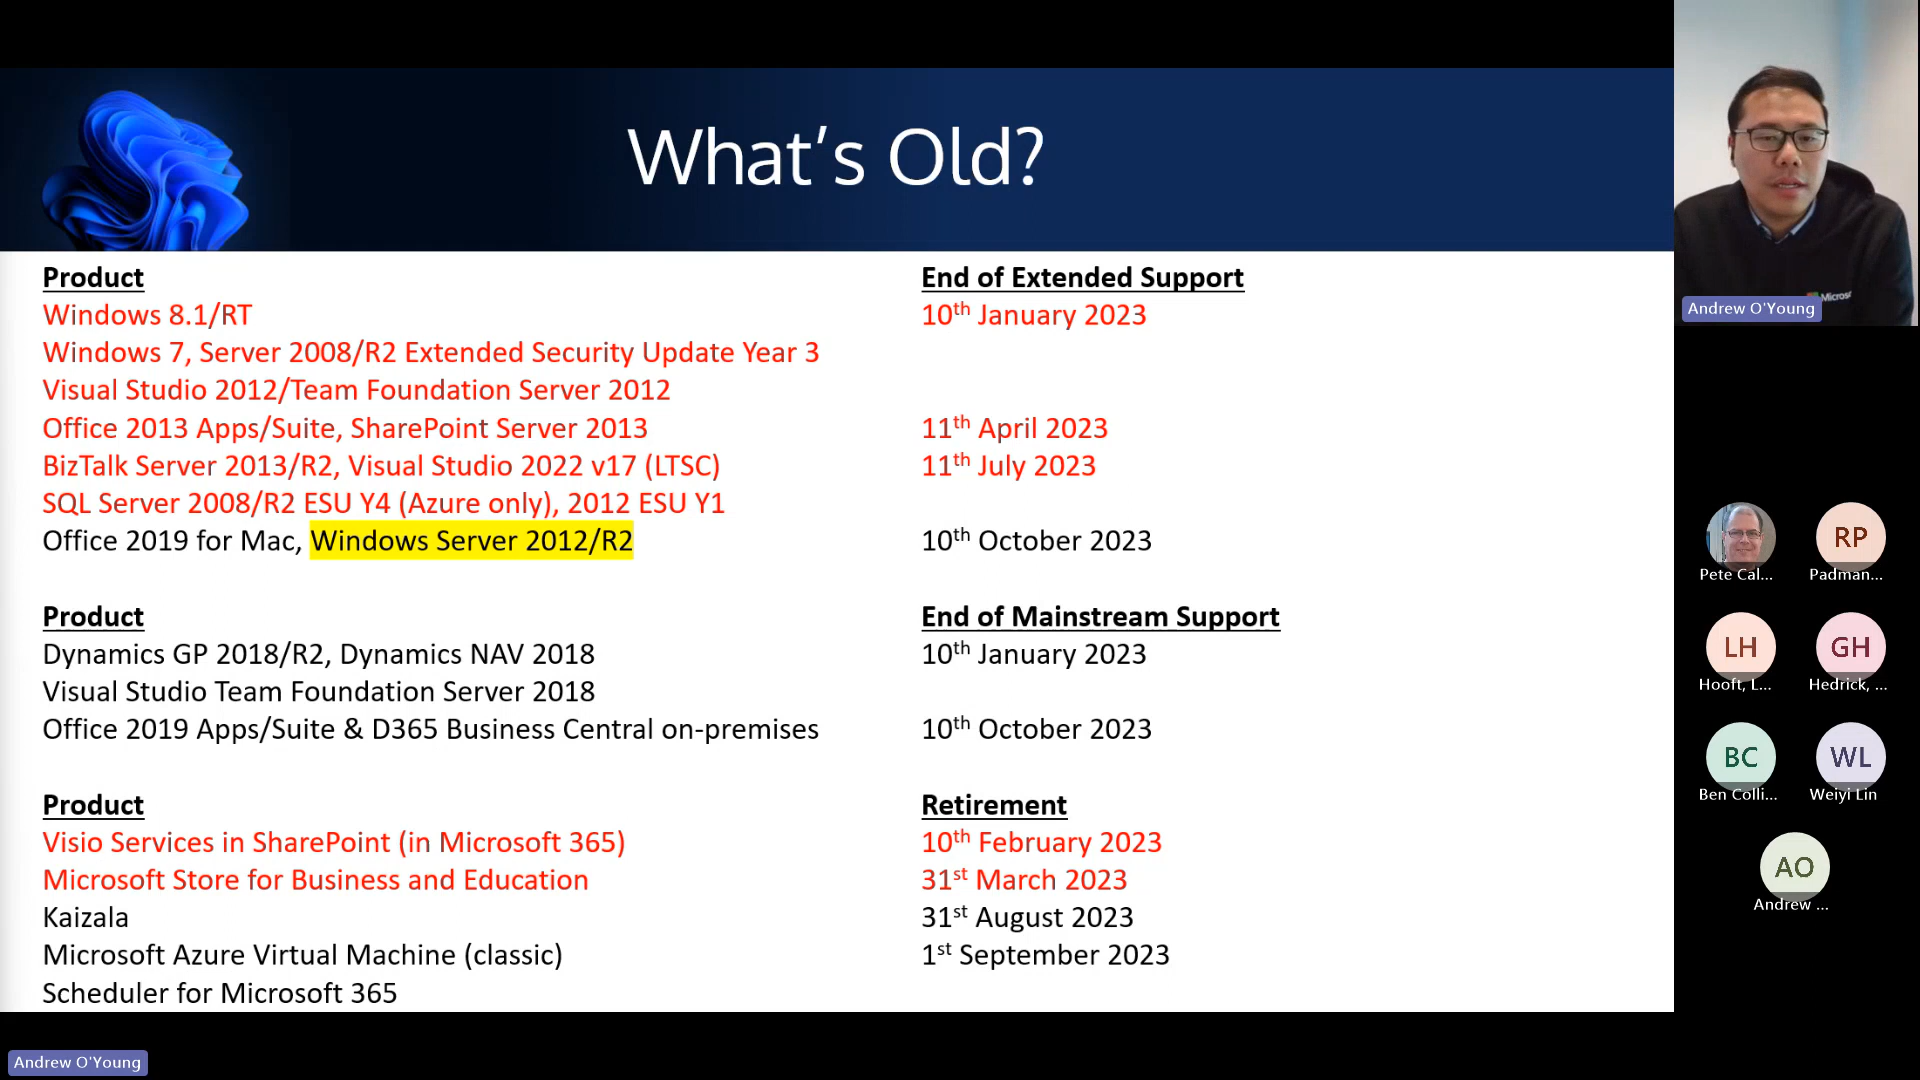 What's Old?
Product End of Extended Support
Windows 8.1/RT 10th January 2023
Windows 7, Server 2008/R2 Extended Security Update Year 3
Visual Studio 2012/Team Foundation Server 2012
Office 2013 Apps/Suite, SharePoint Server 2013 11th April 2023
BizTalk Server 2013/R2, Visual Studio 2022 v17 (LTSC) 11th July 2023
SQL Server 2008/R2 ESU Y4 (Azure only), 2012 ESU Y1
Office 2019 for Mac, Windows Server 2012/R2 10th October 2023
Product End of Mainstream Support
Dynamics GP 2018/R2, Dynamics NAV 2018 10th January 2023
Visual Studio Team Foundation Server 2018
Office 2019 Apps/Suite & D365 Business Central on-premises 10th October 2023
Product Retirement
Visio Services in SharePoint (in Microsoft 365) 10th February 2023
Microsoft Store for Business and Education 31st March 2023
Kaizala 31st August 2023
Microsoft Azure Virtual Machine (classic) 1st September 2023
Scheduler for Microsoft 365
Andrew O'Young
Andrew O'Young
RP
Pete Cal... Padman...
LH GH
Hooft, L... Hedrick, ...
BC WL
Ben Colli... Weiyi Lin
AO
Andrew ...